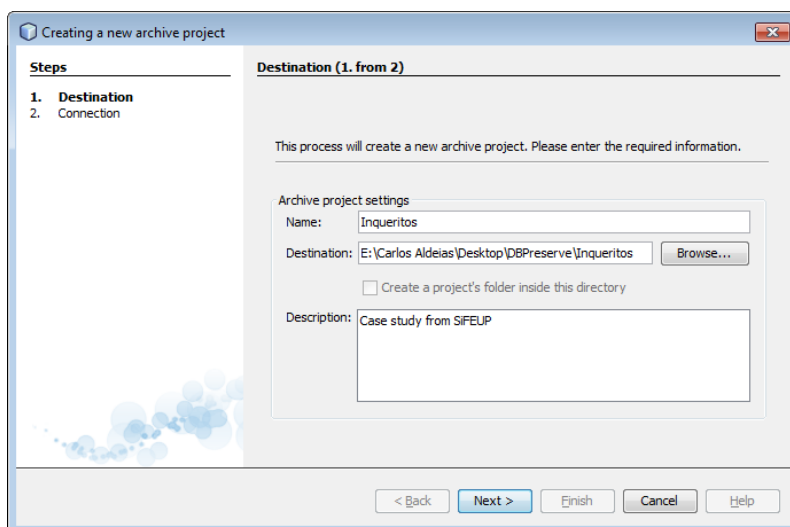 Creating a new archive project
Steps
1. Destination
2. Connection
Destination (1. from 2)
This process will create a new archive project. Please enter the required information.
Archive project settings
Name: Inqueritos
Destination: E:\Carlos Aldeias\Desktop\DBPreserve\Inqueritos Browse...
Create a project's folder inside this directory
Description: Case study from SiFEUP
< Back Next > Finish Cancel Help